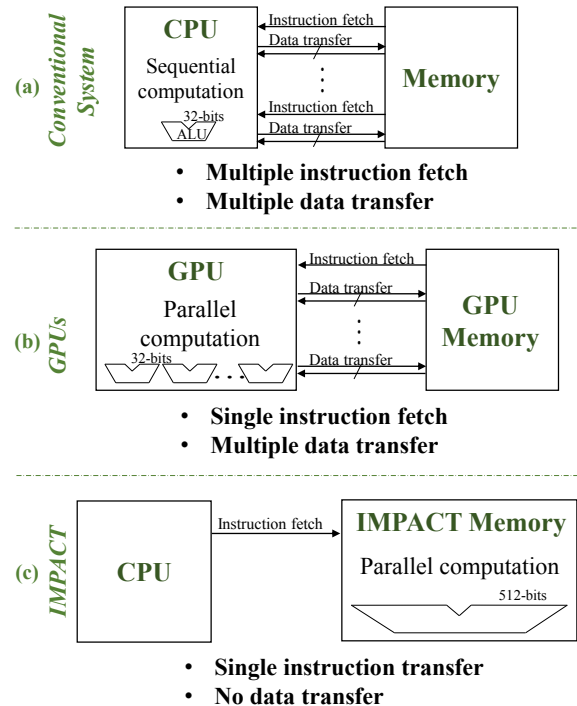 (a)
Conventional
System
CPU
Sequential
computation
32-bits
ALU
Instruction fetch
Data transfer
Instruction fetch
Data transfer
Memory
• Multiple instruction fetch
• Multiple data transfer
(b)
GPUs
GPU
Parallel
computation
32-bits
Instruction fetch
Data transfer
Data transfer
GPU
Memory
• Single instruction fetch
• Multiple data transfer
(c)
IMPACT
CPU
Instruction fetch
IMPACT Memory
Parallel computation
512-bits
• Single instruction transfer
• No data transfer